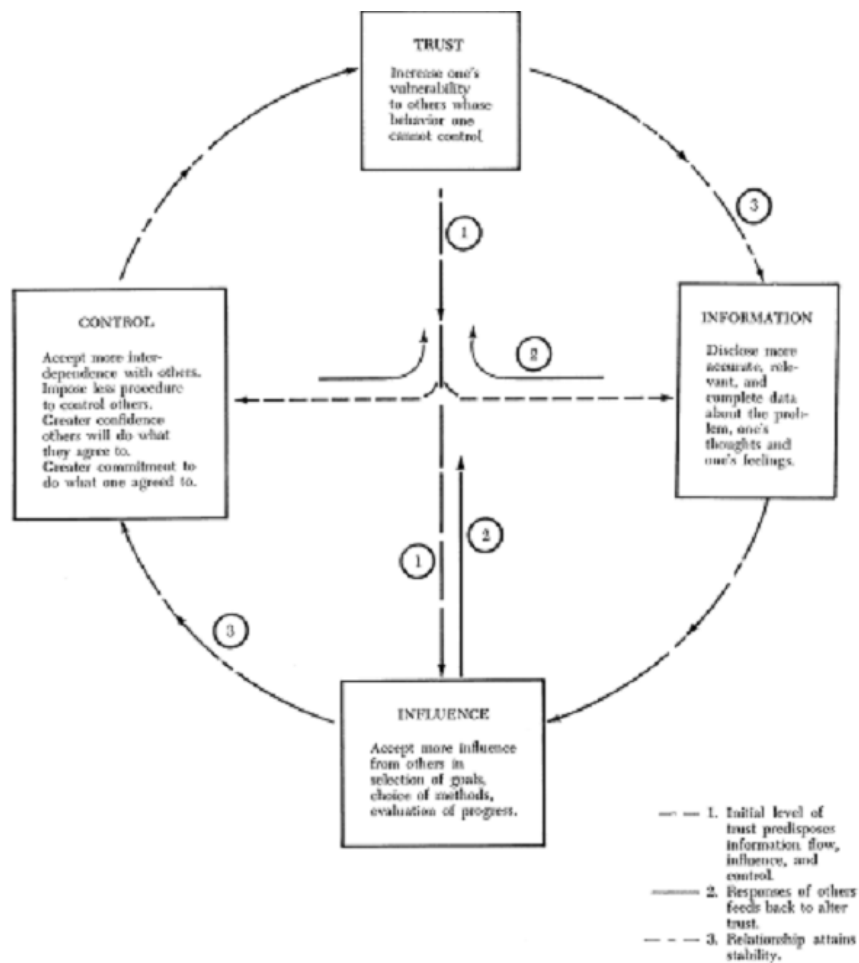 TRUST
Increase one's
vulnerability
to others whose
behavior one
cannot control
1
3
CONTROL
Accept more inter-
dependence with others.
Impose less procedure
to control others.
Greater confidence
others will do what
they agree to.
Greater commitment to
do what one agreed to.
2
INFORMATION
Disclose more
accurate, rele-
vant, and
complete data
about the prob-
lem, one's
thoughts and
one's feelings.
1
2
3
INFLUENCE
Accept more influence
from others in
selection of goals,
choice of methods,
evaluation of progress.
1. Initial level of
trust predisposes
information flow,
influence, and
control.
2. Responses of others
feeds back to alter
trust.
3. Relationship attains
stability.